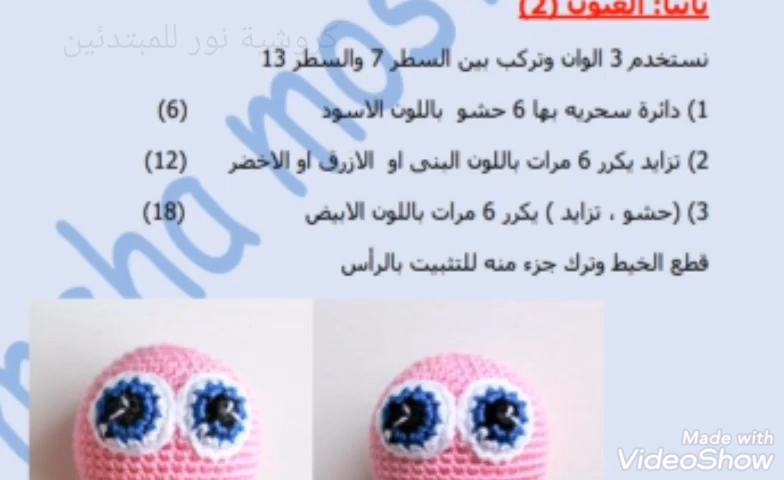 كروشية نور للمبتدئين
ثانيا: العيون (2)
نستخدم 3 الوان وتركب بين السطر 7 والسطر 13
1) دائرة سحريه بها 6 حشو باللون الاسود (6)
2) تزايد يكرر 6 مرات باللون البنى او الازرق او الاخضر (12)
3) (حشو ، تزايد ) يكرر 6 مرات باللون الابيض (18)
قطع الخيط وترك جزء منه للتثبيت بالرأس
Made with
VideoShow